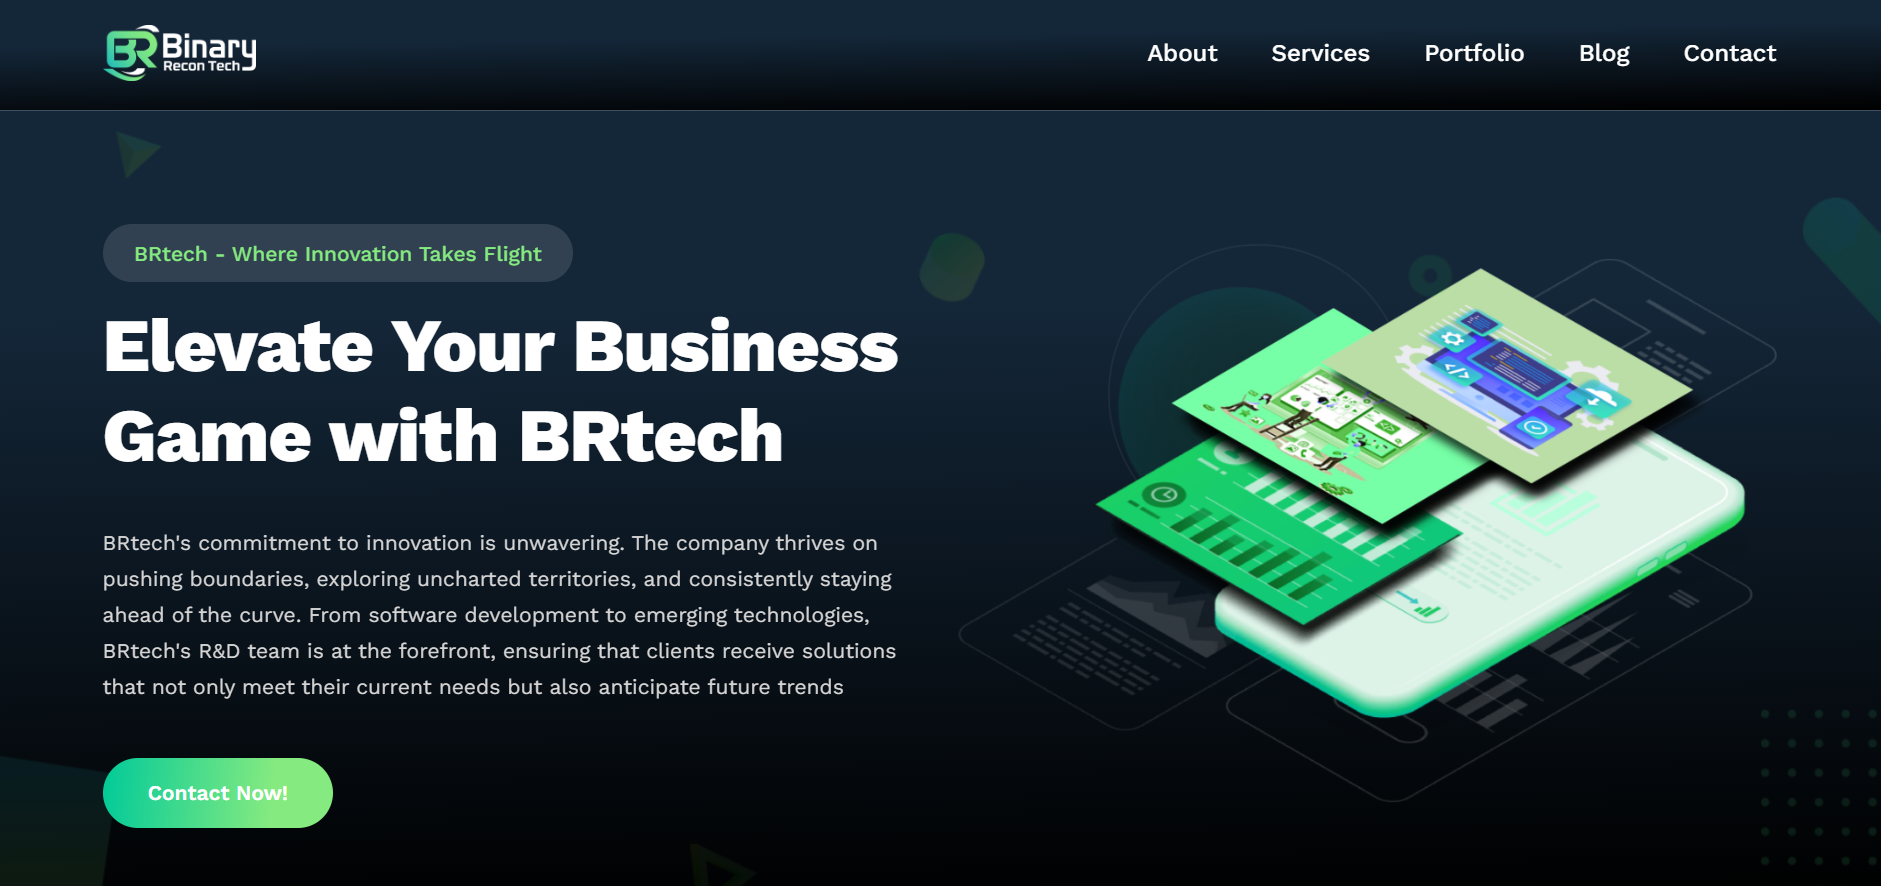 BR Binary
Recon Tech
About Services Portfolio Blog Contact
BRtech - Where Innovation Takes Flight
Elevate Your Business
Game with BRtech
BRtech's commitment to innovation is unwavering. The company thrives on
pushing boundaries, exploring uncharted territories, and consistently staying
ahead of the curve. From software development to emerging technologies,
BRtech's R&D team is at the forefront, ensuring that clients receive solutions
that not only meet their current needs but also anticipate future trends
Contact Now!